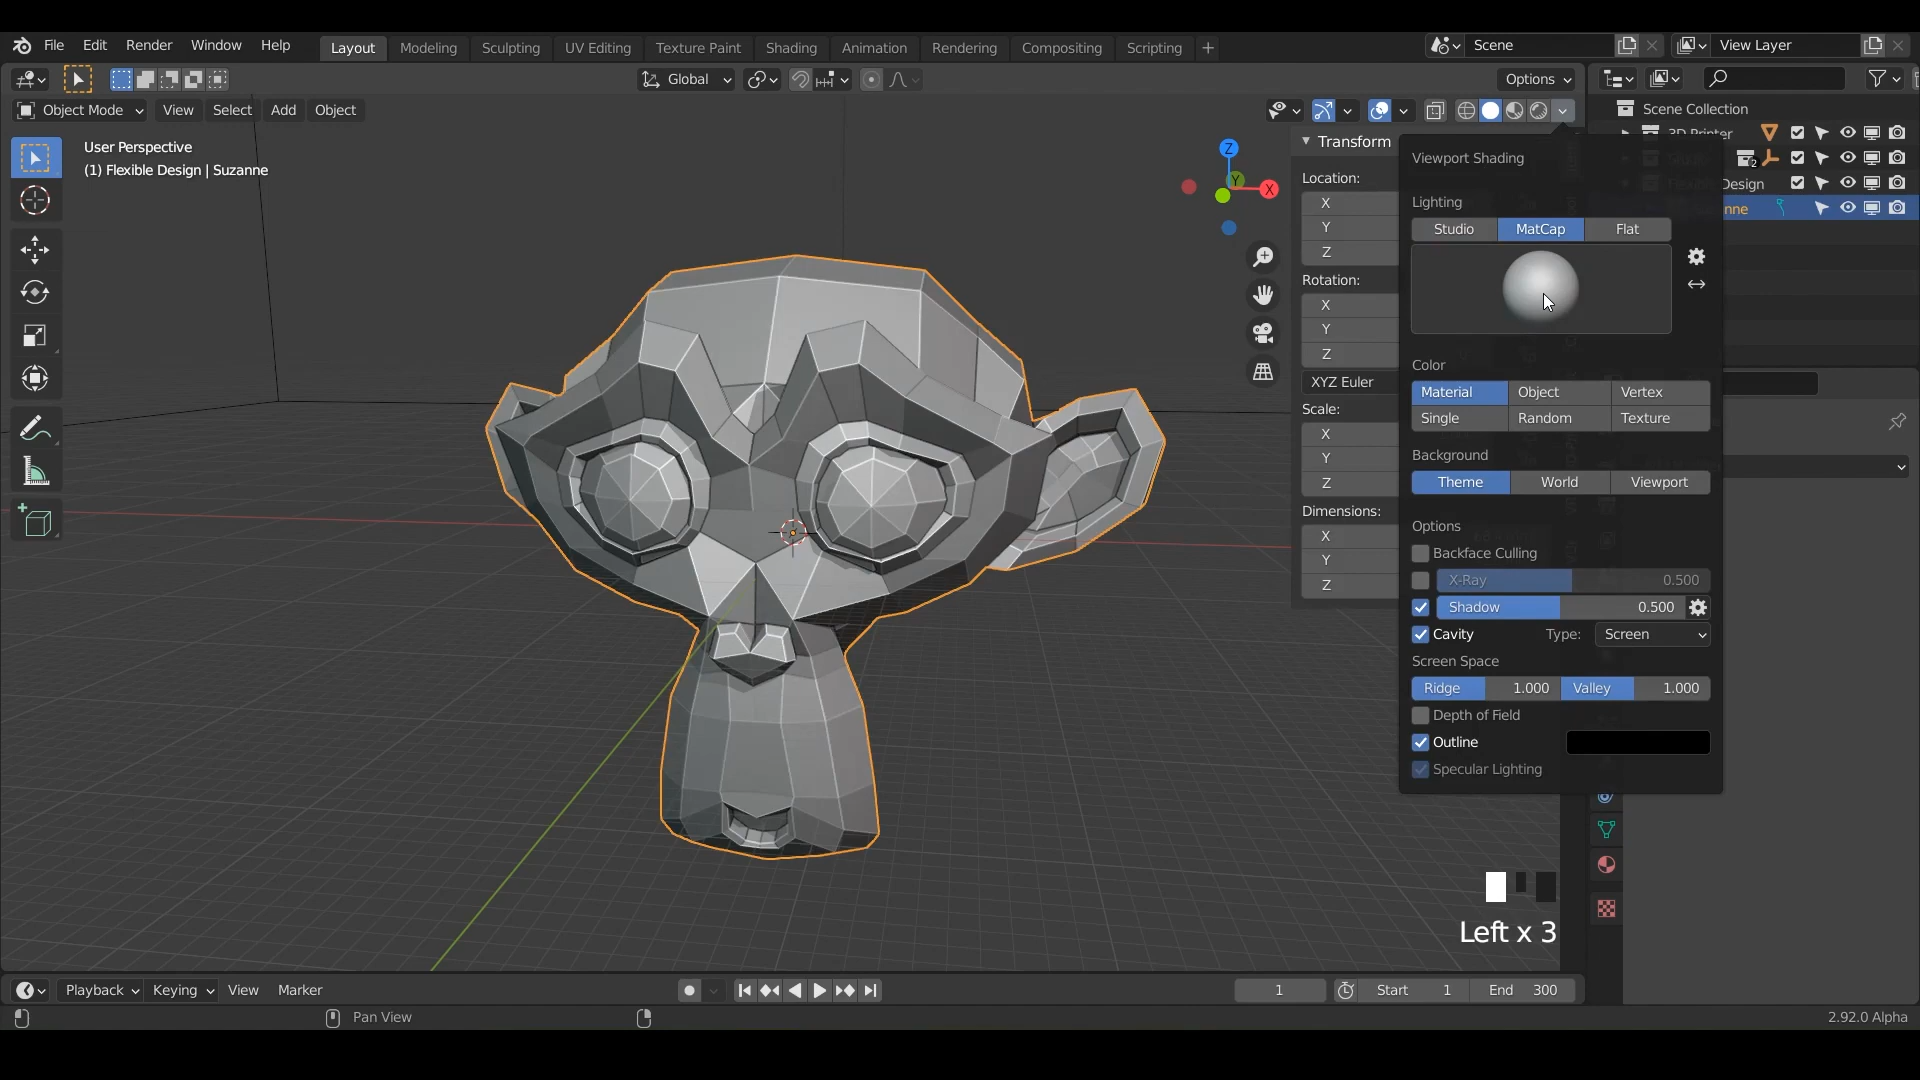 File Edit Render Window Help Layout Modeling Sculpting UV Editing Texture Paint Shading Animation Rendering Compositing Scripting + Scene View Layer
Global Options
Object Mode View Select Add Object
Scene Collection
3D Printer
User Perspective
(1) Flexible Design | Suzanne
Design
nne
Z
Y
X
Transform
Location:
X
Y
Z
Rotation:
X
Y
Z
XYZ Euler
Scale:
X
Y
Z
Dimensions:
X
Y
Z
Viewport Shading
Lighting
Studio MatCap Flat
Color
Material Object Vertex
Single Random Texture
Background
Theme World Viewport
Options
Backface Culling
X-Ray 0.500
Shadow 0.500
Cavity Type: Screen
Screen Space
Ridge 1.000 Valley 1.000
Depth of Field
Outline
Specular Lighting
Left x 3
Playback Keying View Marker 1 Start 1 End 300
Pan View 2.92.0 Alpha